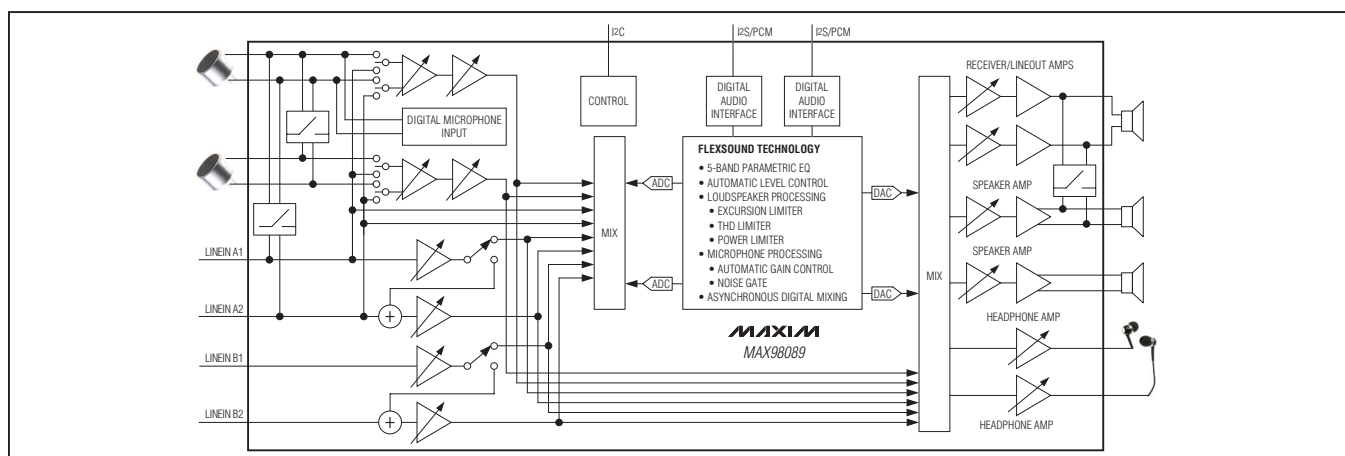 I2C
I2S/PCM
I2S/PCM
RECEIVER/LINEOUT AMPS
CONTROL
DIGITAL
AUDIO
INTERFACE
DIGITAL
AUDIO
INTERFACE
DIGITAL MICROPHONE
INPUT
FLEXSOUND TECHNOLOGY
• 5-BAND PARAMETRIC EQ
• AUTOMATIC LEVEL CONTROL
• LOUDSPEAKER PROCESSING
• EXCURSION LIMITER
• THD LIMITER
• POWER LIMITER
• MICROPHONE PROCESSING
• AUTOMATIC GAIN CONTROL
• NOISE GATE
• ASYNCHRONOUS DIGITAL MIXING
ADC
ADC
DAC
DAC
MIX
MIX
SPEAKER AMP
SPEAKER AMP
HEADPHONE AMP
HEADPHONE AMP
LINEIN A1
LINEIN A2
LINEIN B1
LINEIN B2
+
+
MAXIM
MAX98089